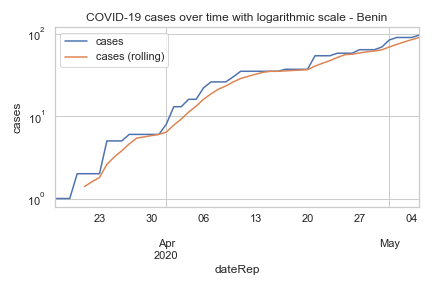 COVID-19 cases over time with logarithmic scale - Benin
cases
cases (rolling)
10²
10¹
10⁰
cases
23 30 06 13 20 27 04
Apr May
2020
dateRep